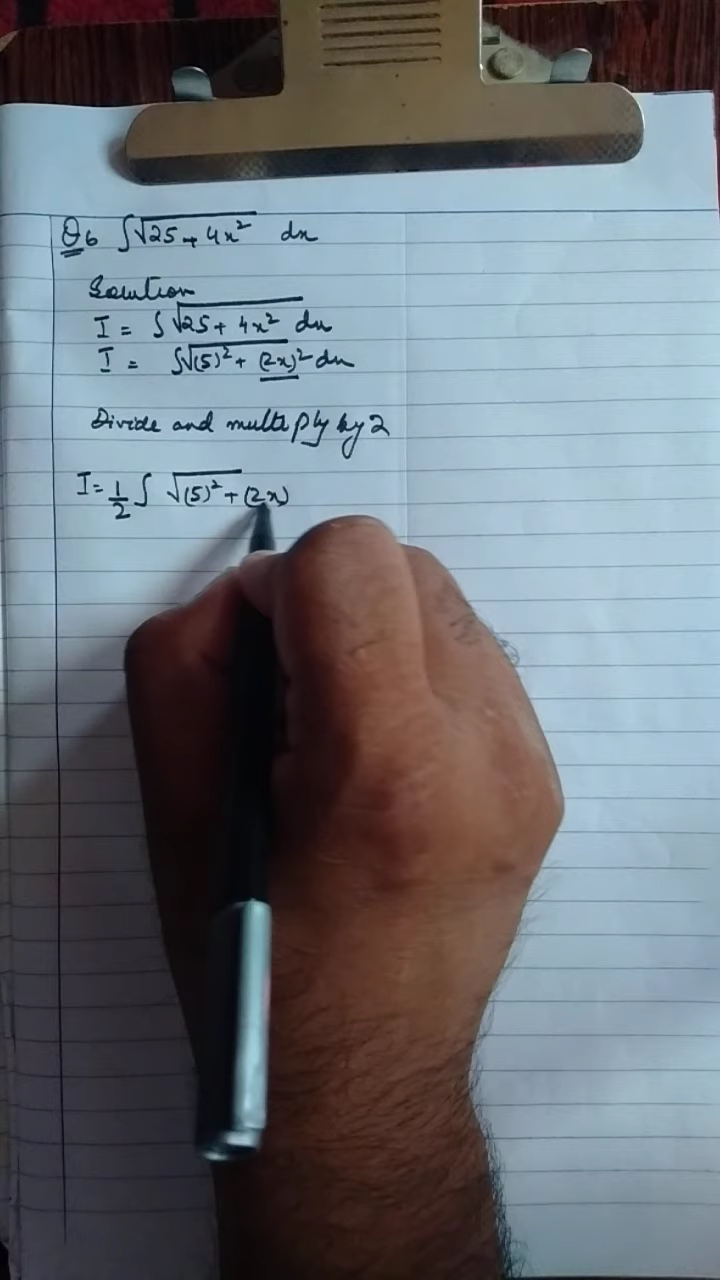 Q6 ∫√25+4x² dx
Solution
I = ∫√25+4x² dx
I = ∫√(5)²+(2x)² dx
Divide and multiply by 2
I = 1/2 ∫ √(5)²+(2x)